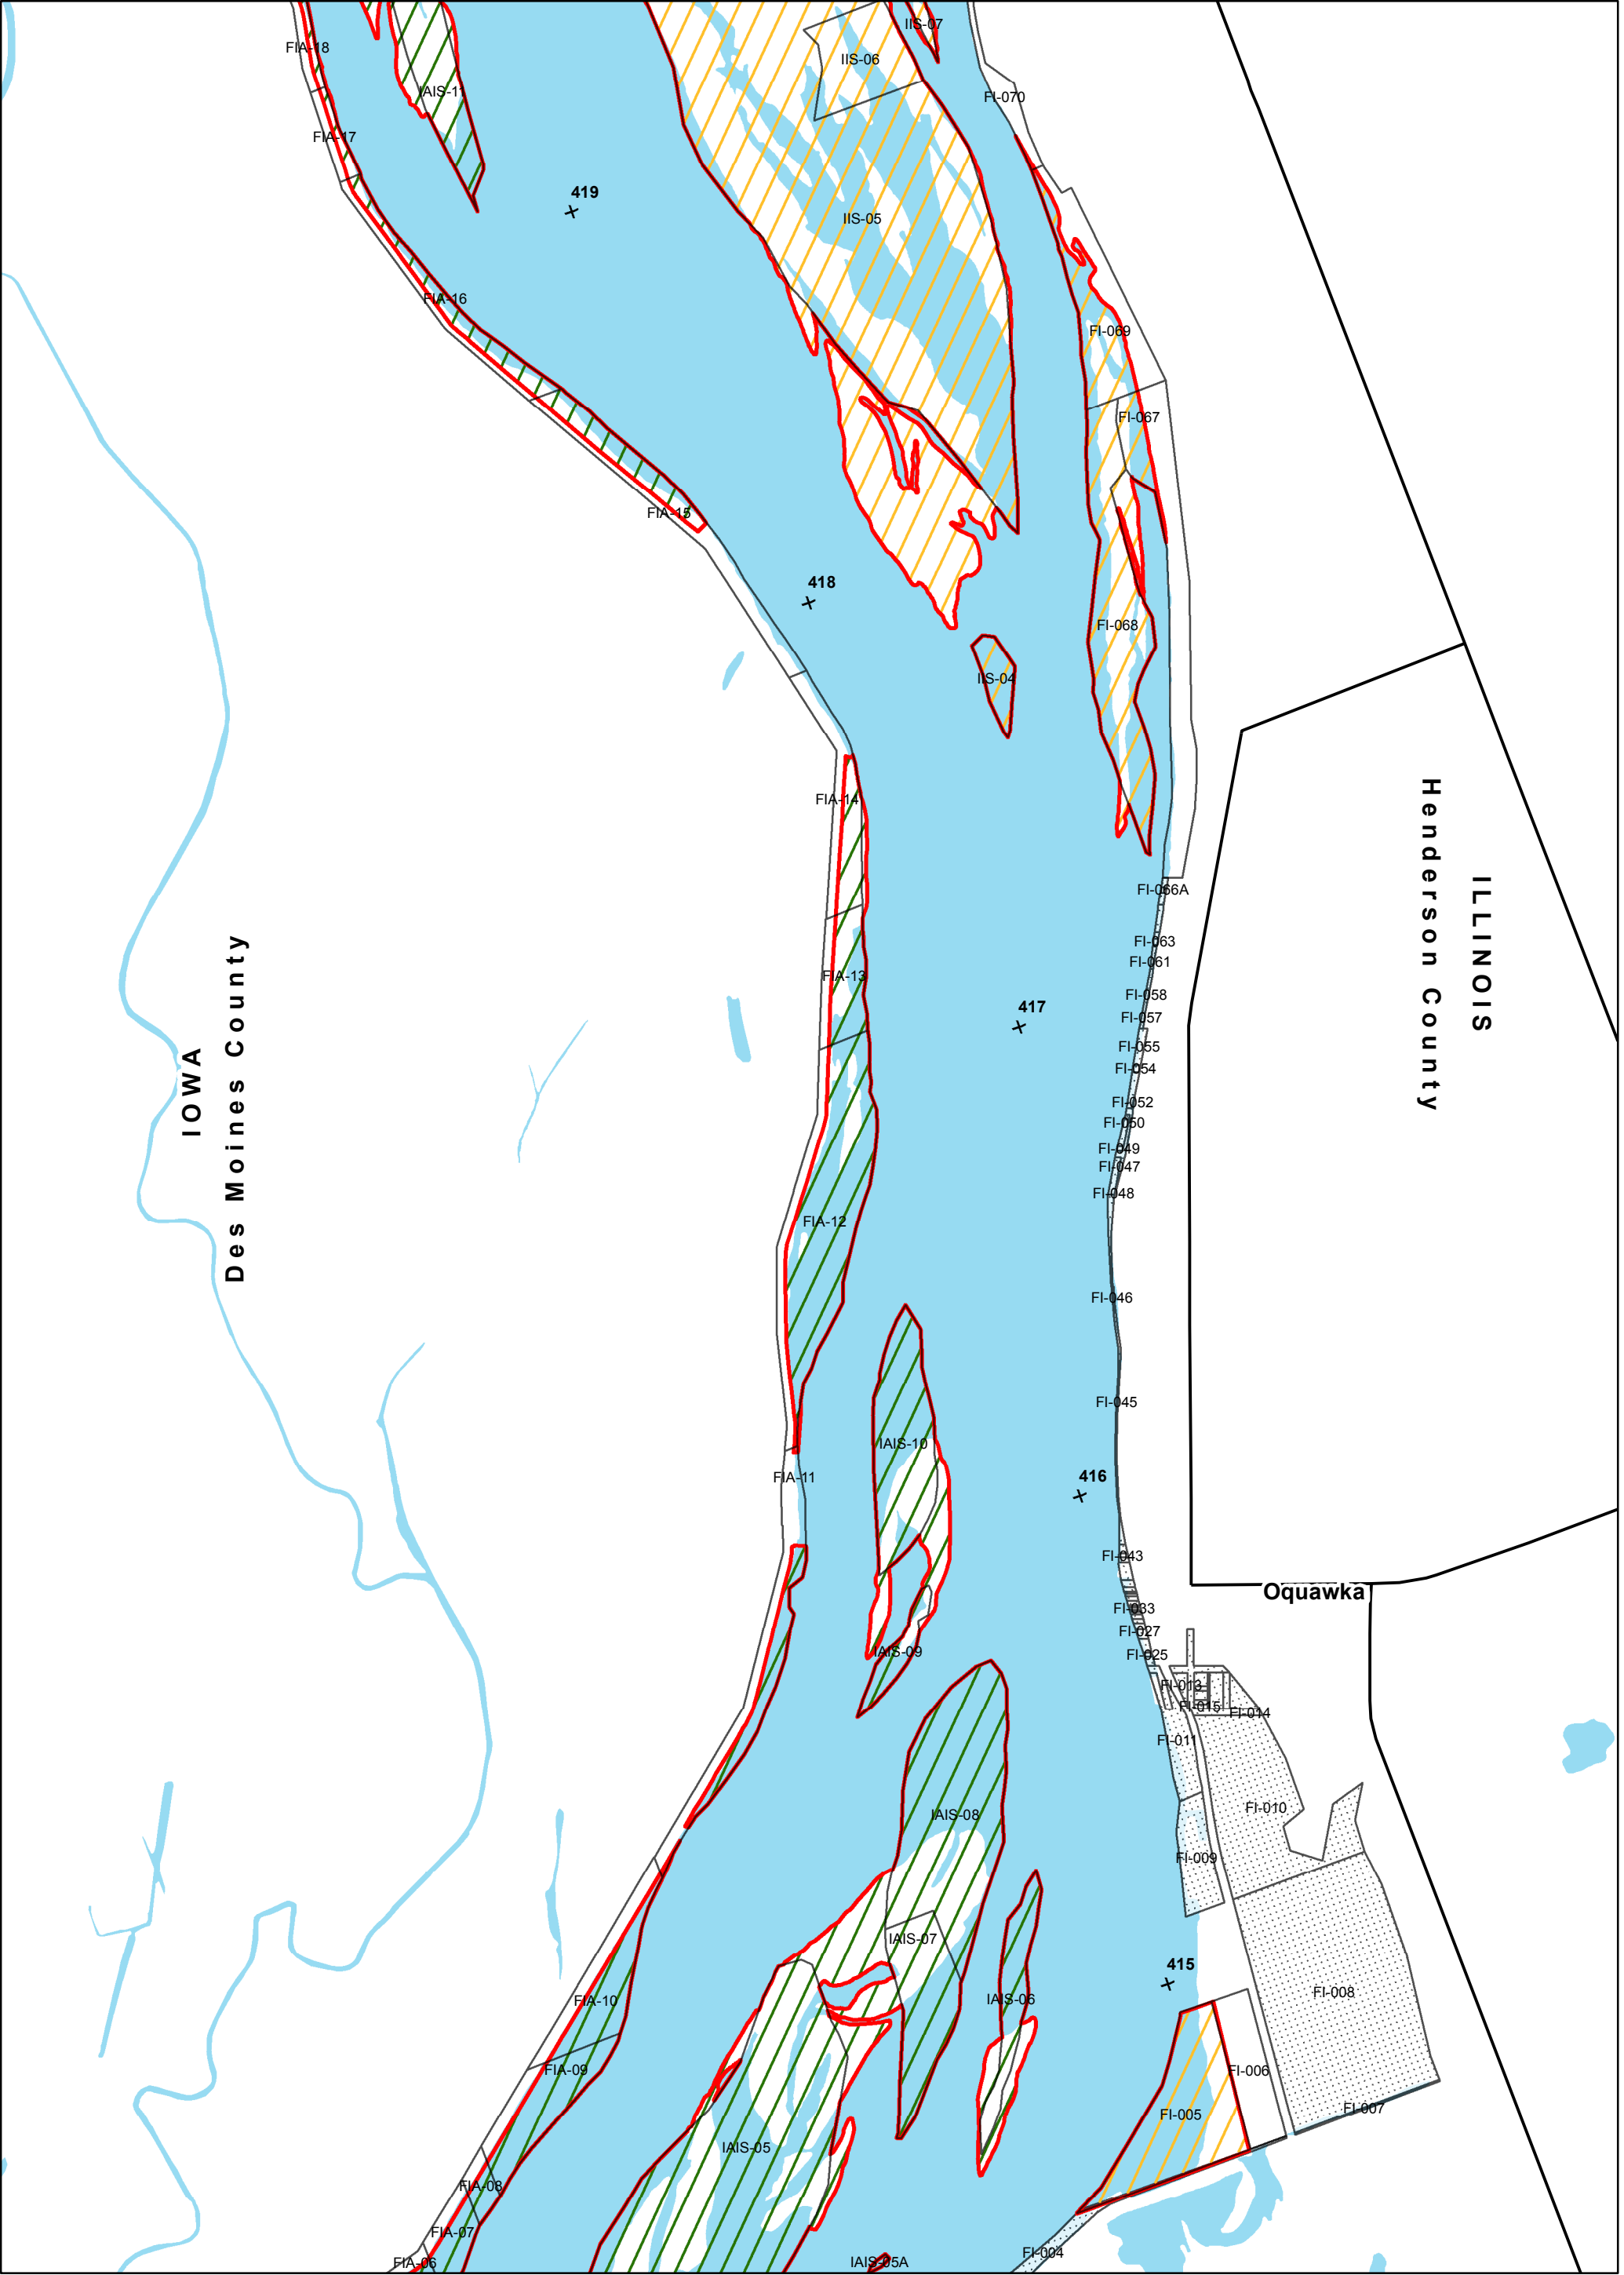 IIS-07
FIA-18
IIS-06
IAIS-11
FI-070
FIA-17
419
IIS-05
FIA-16
FI-069
FI-067
FIA-15
418
FI-068
IIS-04
FIA-14
Henderson County
ILLINOIS
FI-066A
FI-063
FI-061
FIA-13
FI-058
417
FI-057
FI-055
FI-054
IOWA
Des Moines County
FI-052
FI-050
FI-049
FI-047
FI-048
FIA-12
FI-046
FI-045
IAIS-10
416
FIA-11
FI-043
Oquawka
FI-033
FI-027
IAIS-09
FI-025
FI-013
FI-015
FI-014
FI-011
FI-010
IAIS-08
FI-009
IAIS-07
415
FI-008
FIA-10
IAIS-06
FIA-09
FI-006
FI-007
FI-005
IAIS-05
FIA-08
FIA-07
FI-004
FIA-06
IAIS-05A